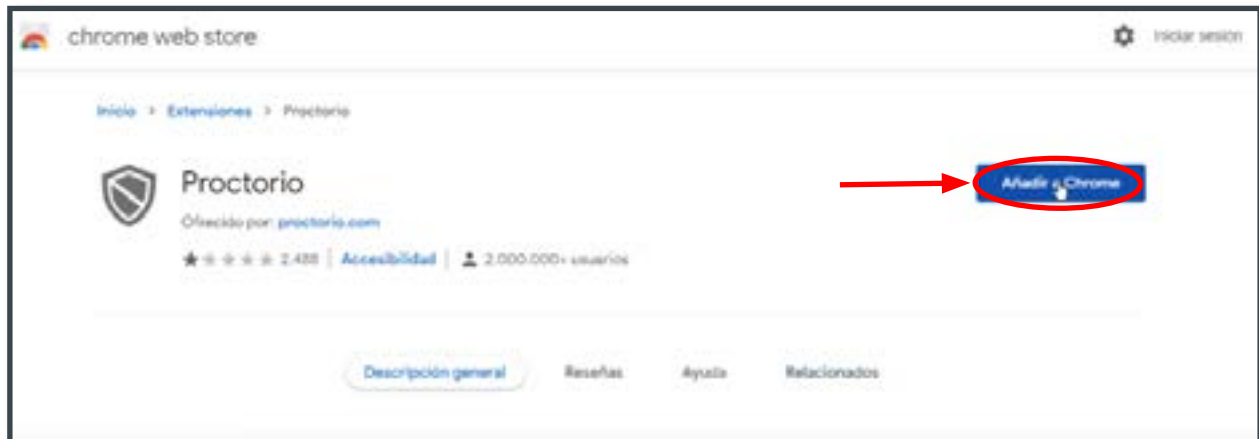 chrome web store
Iniciar sesión
Inicio > Extensiones > Proctorio
Proctorio
Añadir a Chrome
Ofrecido por: proctorio.com
2.488 | Accesibilidad | 2.000.000+ usuarios
Descripción general
Reseñas
Ayuda
Relacionados